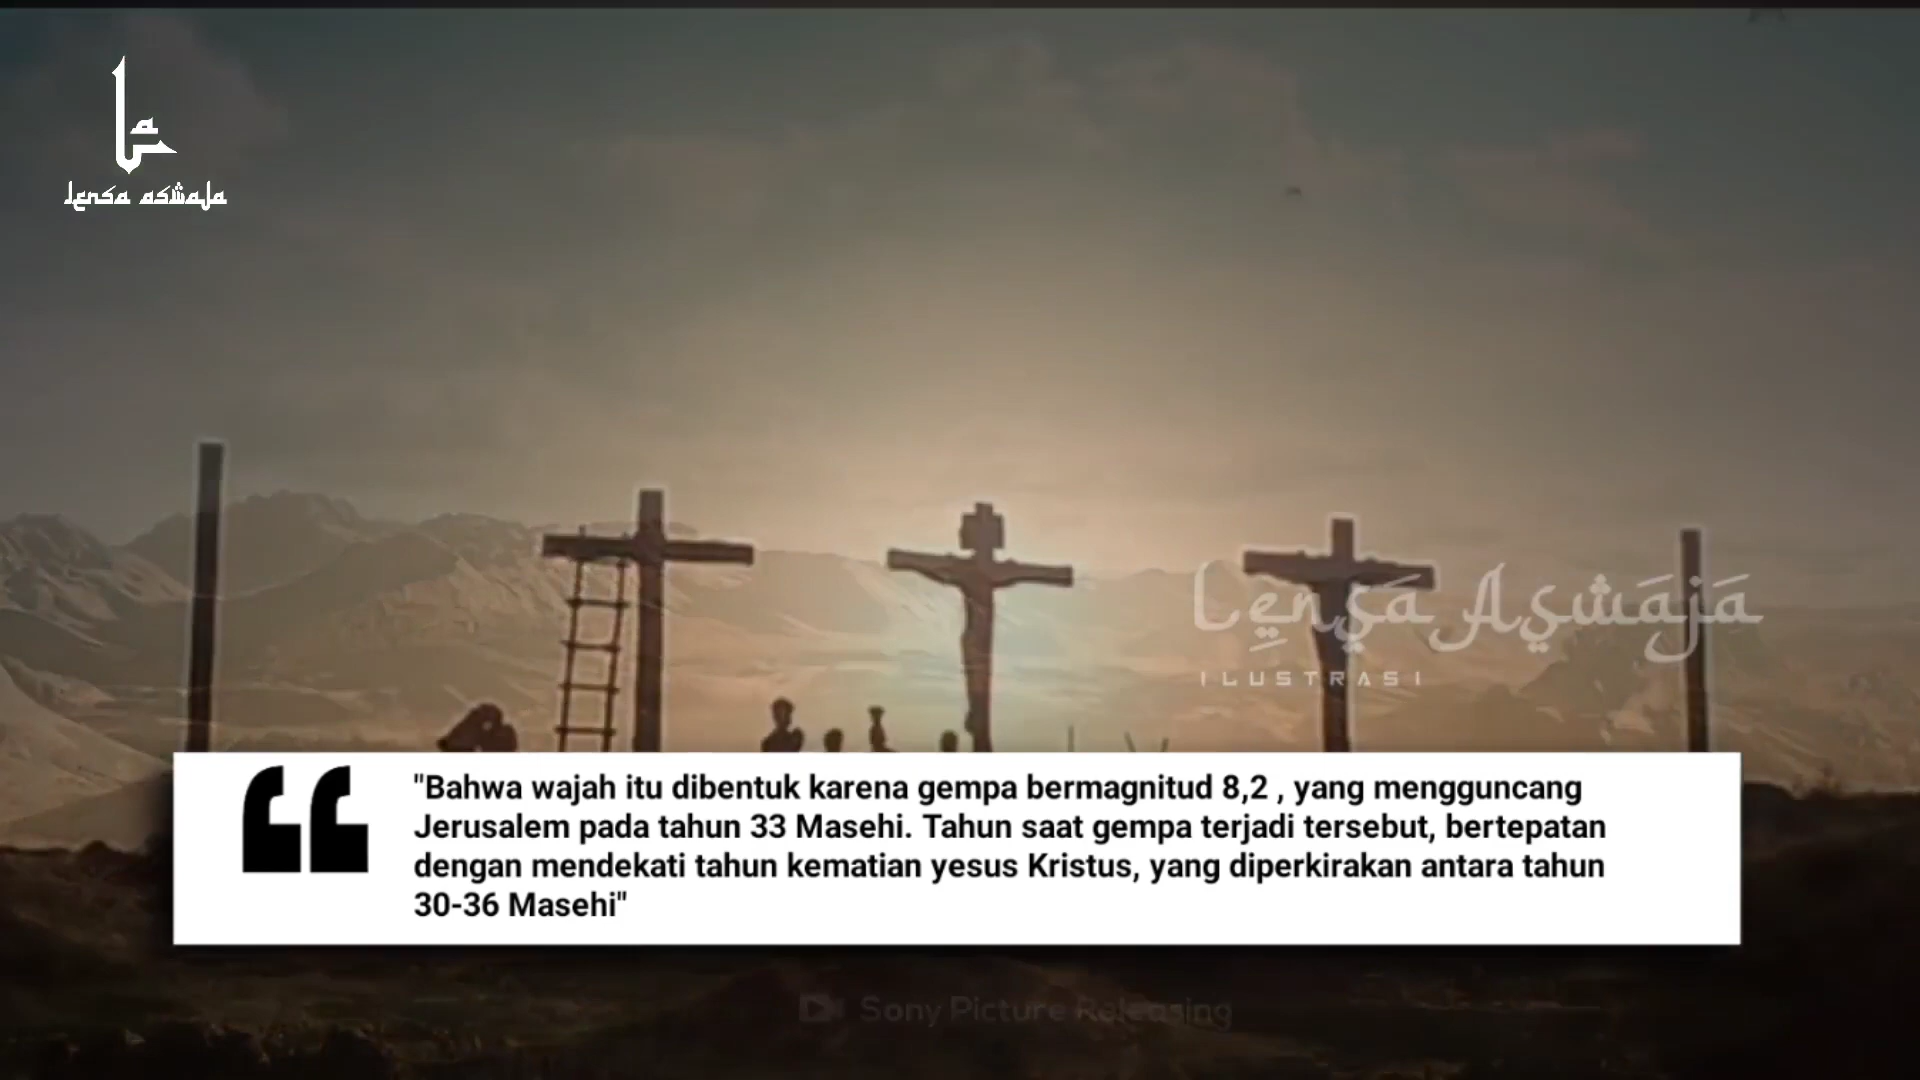 Lensa aswaja
Lensa Aswaja
ILUSTRASI
"Bahwa wajah itu dibentuk karena gempa bermagnitud 8,2 , yang mengguncang
Jerusalem pada tahun 33 Masehi. Tahun saat gempa terjadi tersebut, bertepatan
dengan mendekati tahun kematian yesus Kristus, yang diperkirakan antara tahun
30-36 Masehi"
Sony Picture Releasing